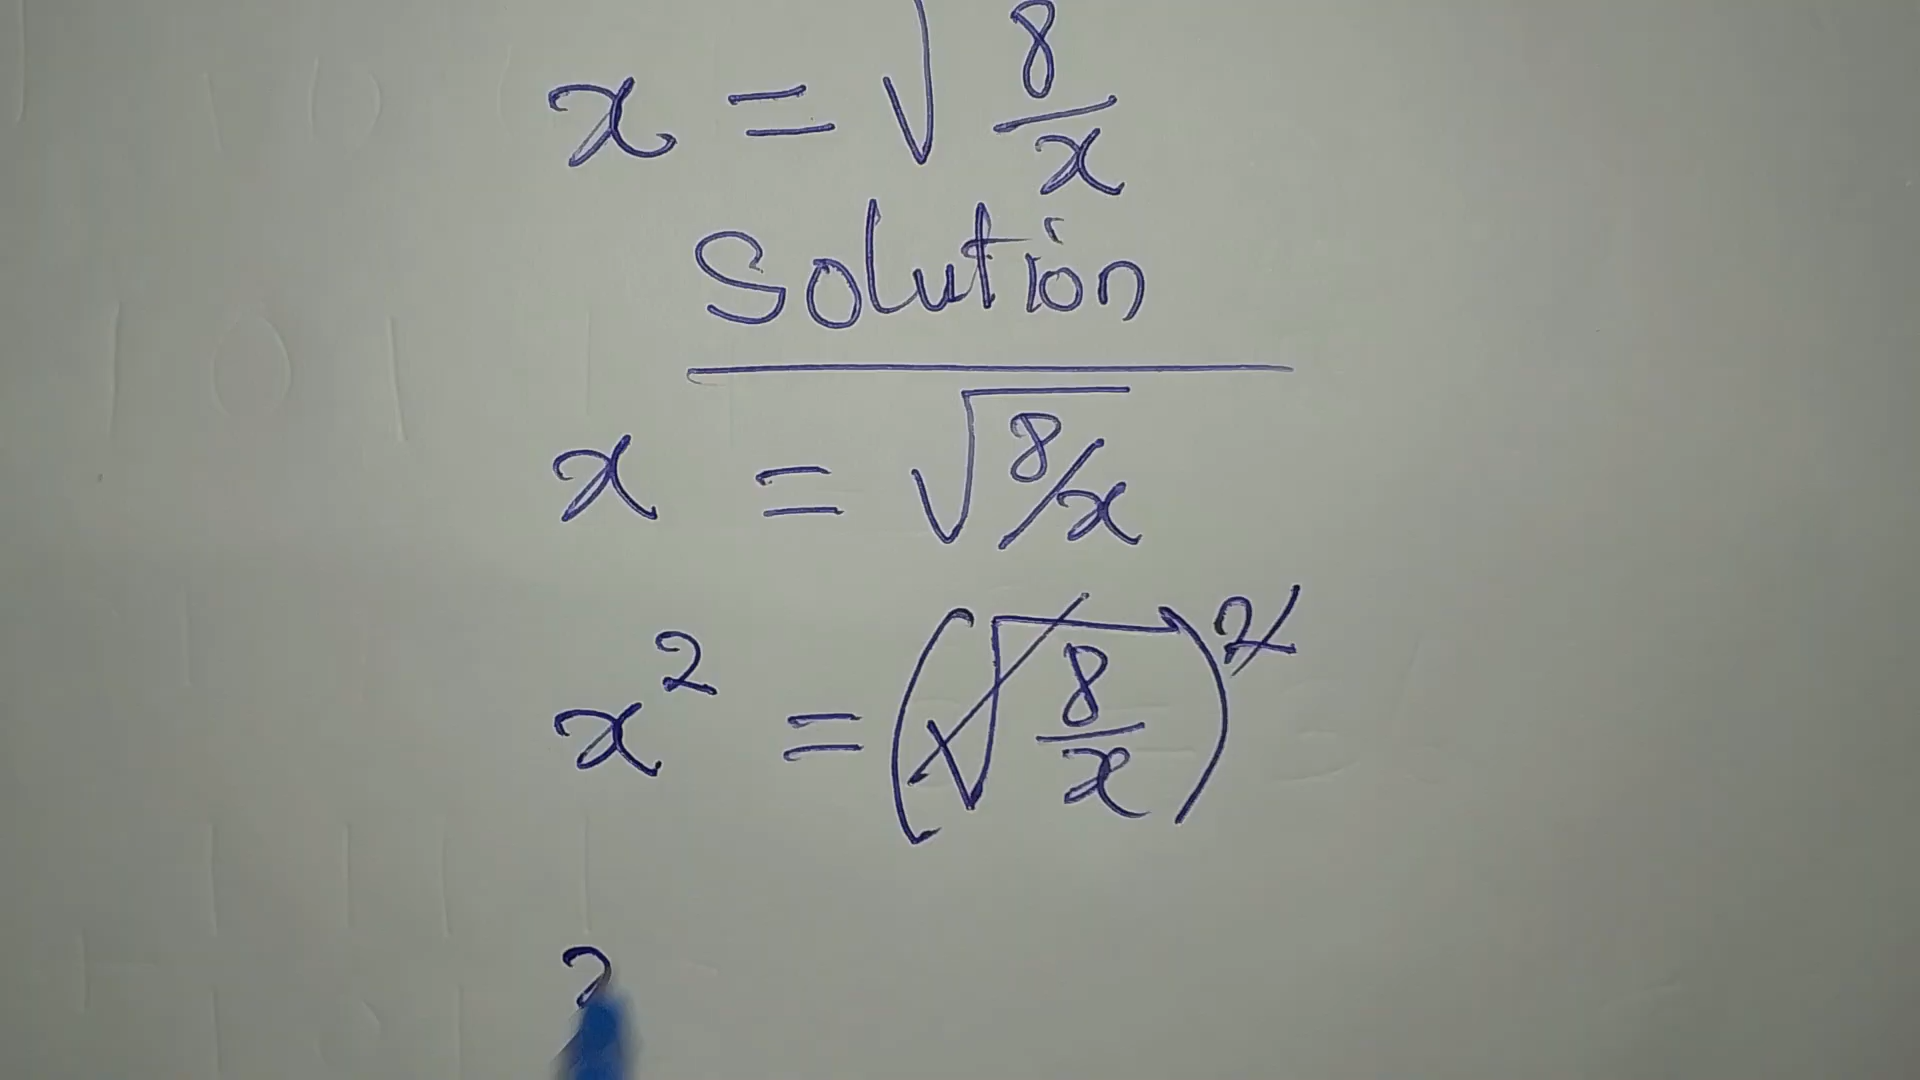 x = √8/x
Solution
x = √8/x
x² = (√8/x)²